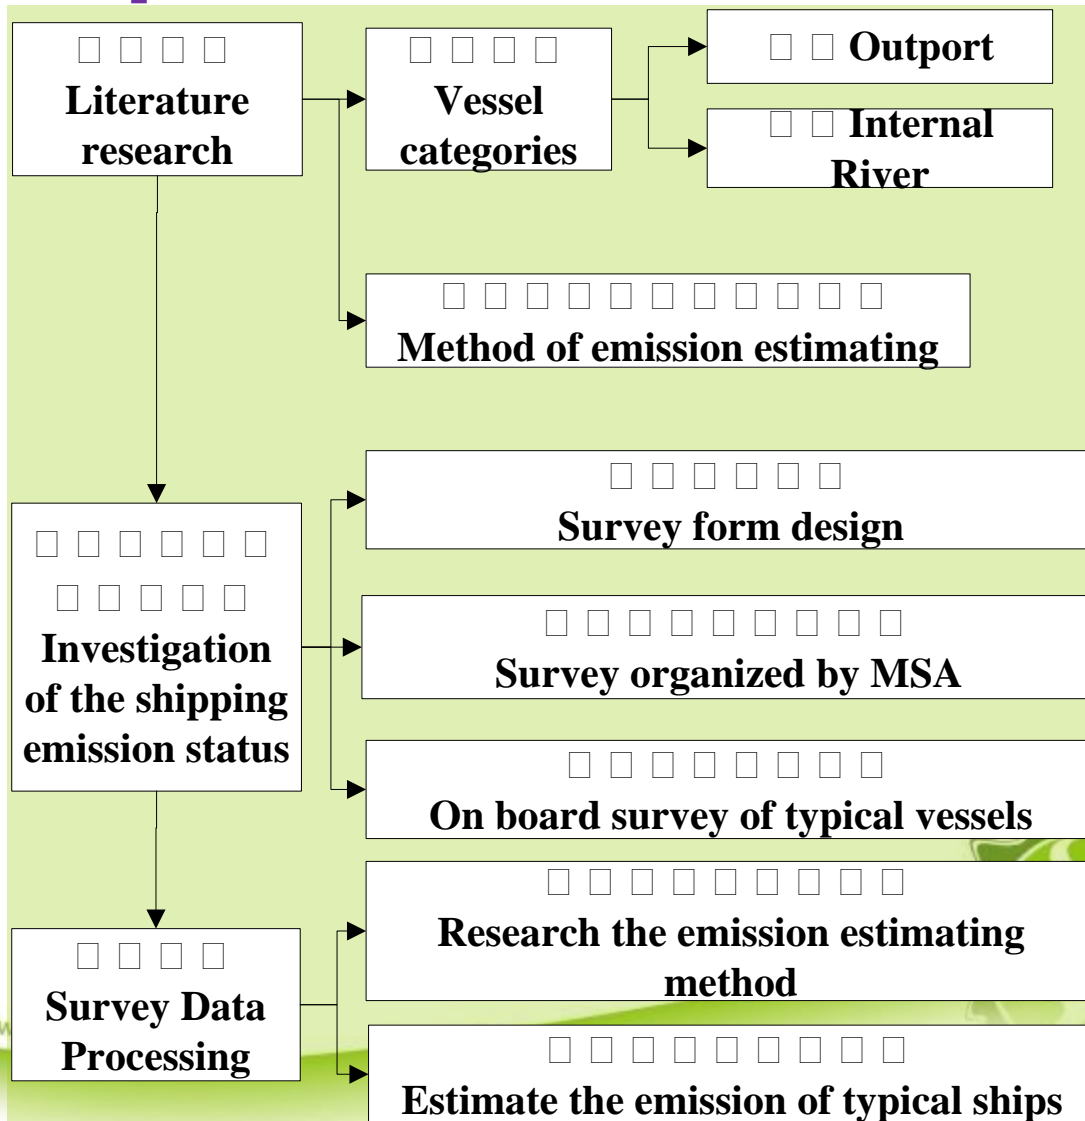 Literature
research
Vessel
categories
Outport
Internal
River
Method of emission estimating
Investigation
of the shipping
emission status
Survey form design
Survey organized by MSA
On board survey of typical vessels
Survey Data
Processing
Research the emission estimating
method
Estimate the emission of typical ships